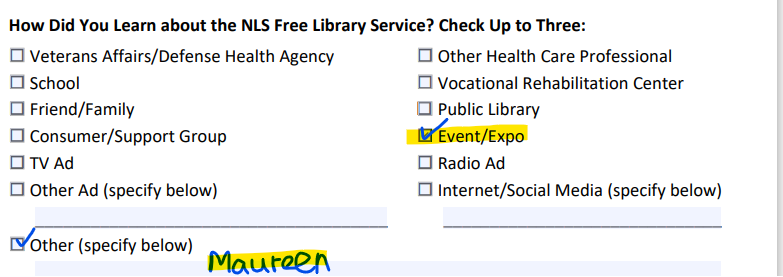 How Did You Learn about the NLS Free Library Service? Check Up to Three:
Veterans Affairs/Defense Health Agency
School
Friend/Family
Consumer/Support Group
TV Ad
Other Ad (specify below)
Other Health Care Professional
Vocational Rehabilitation Center
Public Library
Event/Expo
Radio Ad
Internet/Social Media (specify below)
Other (specify below)
Maureen